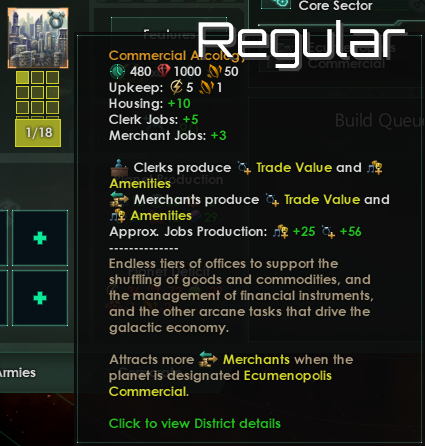 Core Sector
Regular
Features
Commercial Arcology
480 1000 50
Upkeep: 5 1
Commercial
Housing: +10
Clerk Jobs: +5
Build Queue
Merchant Jobs: +3
1/18
Clerks produce Trade Value and
Amenities
Merchants produce Trade Value and
Amenities
29
Approx. Jobs Production: +25 +56
--------------
Endless tiers of offices to support the
shuffling of goods and commodities, and
the management of financial instruments,
and the other arcane tasks that drive the
galactic economy.
Armies
Attracts more Merchants when the
planet is designated Ecumenopolis
Commercial.
Click to view District details